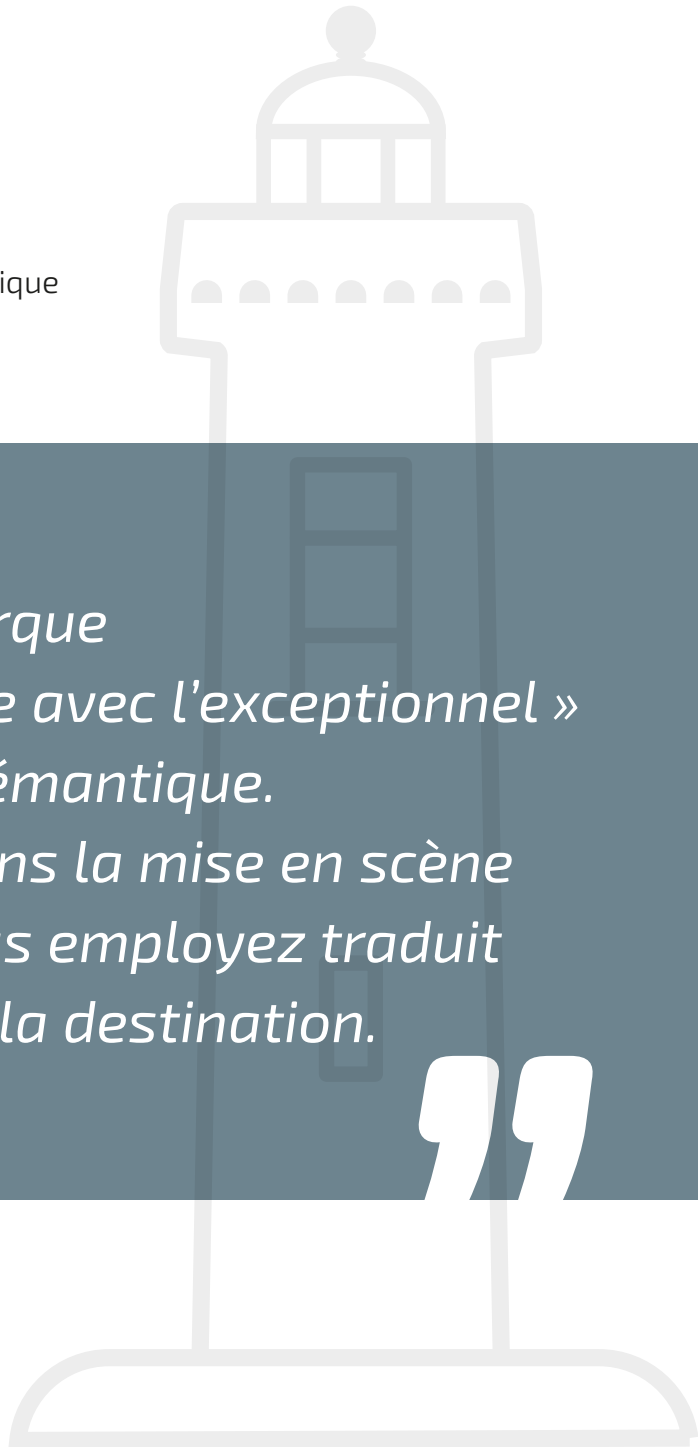 ique
rque
e avec l’exceptionnel »
émantique.
ns la mise en scène
s employez traduit
la destination.
”